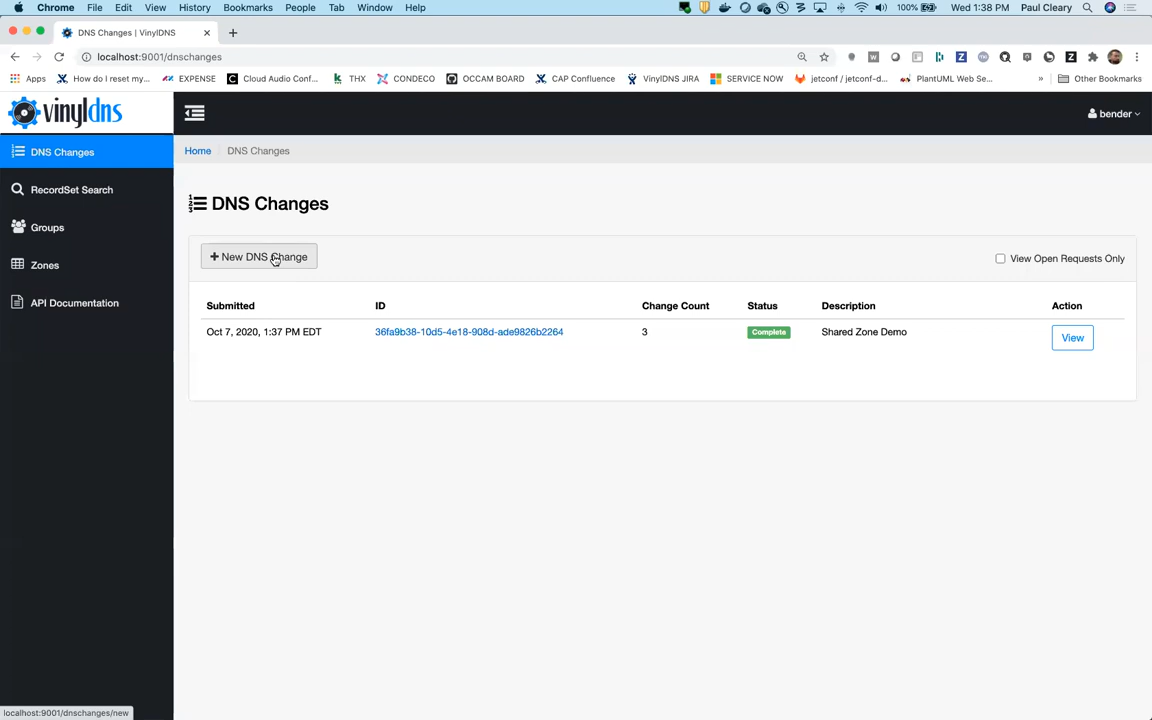 Chrome File Edit View History Bookmarks People Tab Window Help 100% Wed 1:38 PM Paul Cleary
DNS Changes | VinylDNS
localhost:9001/dnschanges
Apps How do I reset my... EXPENSE Cloud Audio Conf... THX CONDECO OCCAM BOARD CAP Confluence VinylDNS JIRA SERVICE NOW jetconf / jetconf-d... PlantUML Web Se... » Other Bookmarks
vinyldns
bender
DNS Changes
RecordSet Search
Groups
Zones
API Documentation
Home DNS Changes
DNS Changes
+ New DNS Change
View Open Requests Only
Submitted ID Change Count Status Description Action
Oct 7, 2020, 1:37 PM EDT 36fa9b38-10d5-4e18-908d-ade9826b2264 3 Complete Shared Zone Demo View
localhost:9001/dnschanges/new